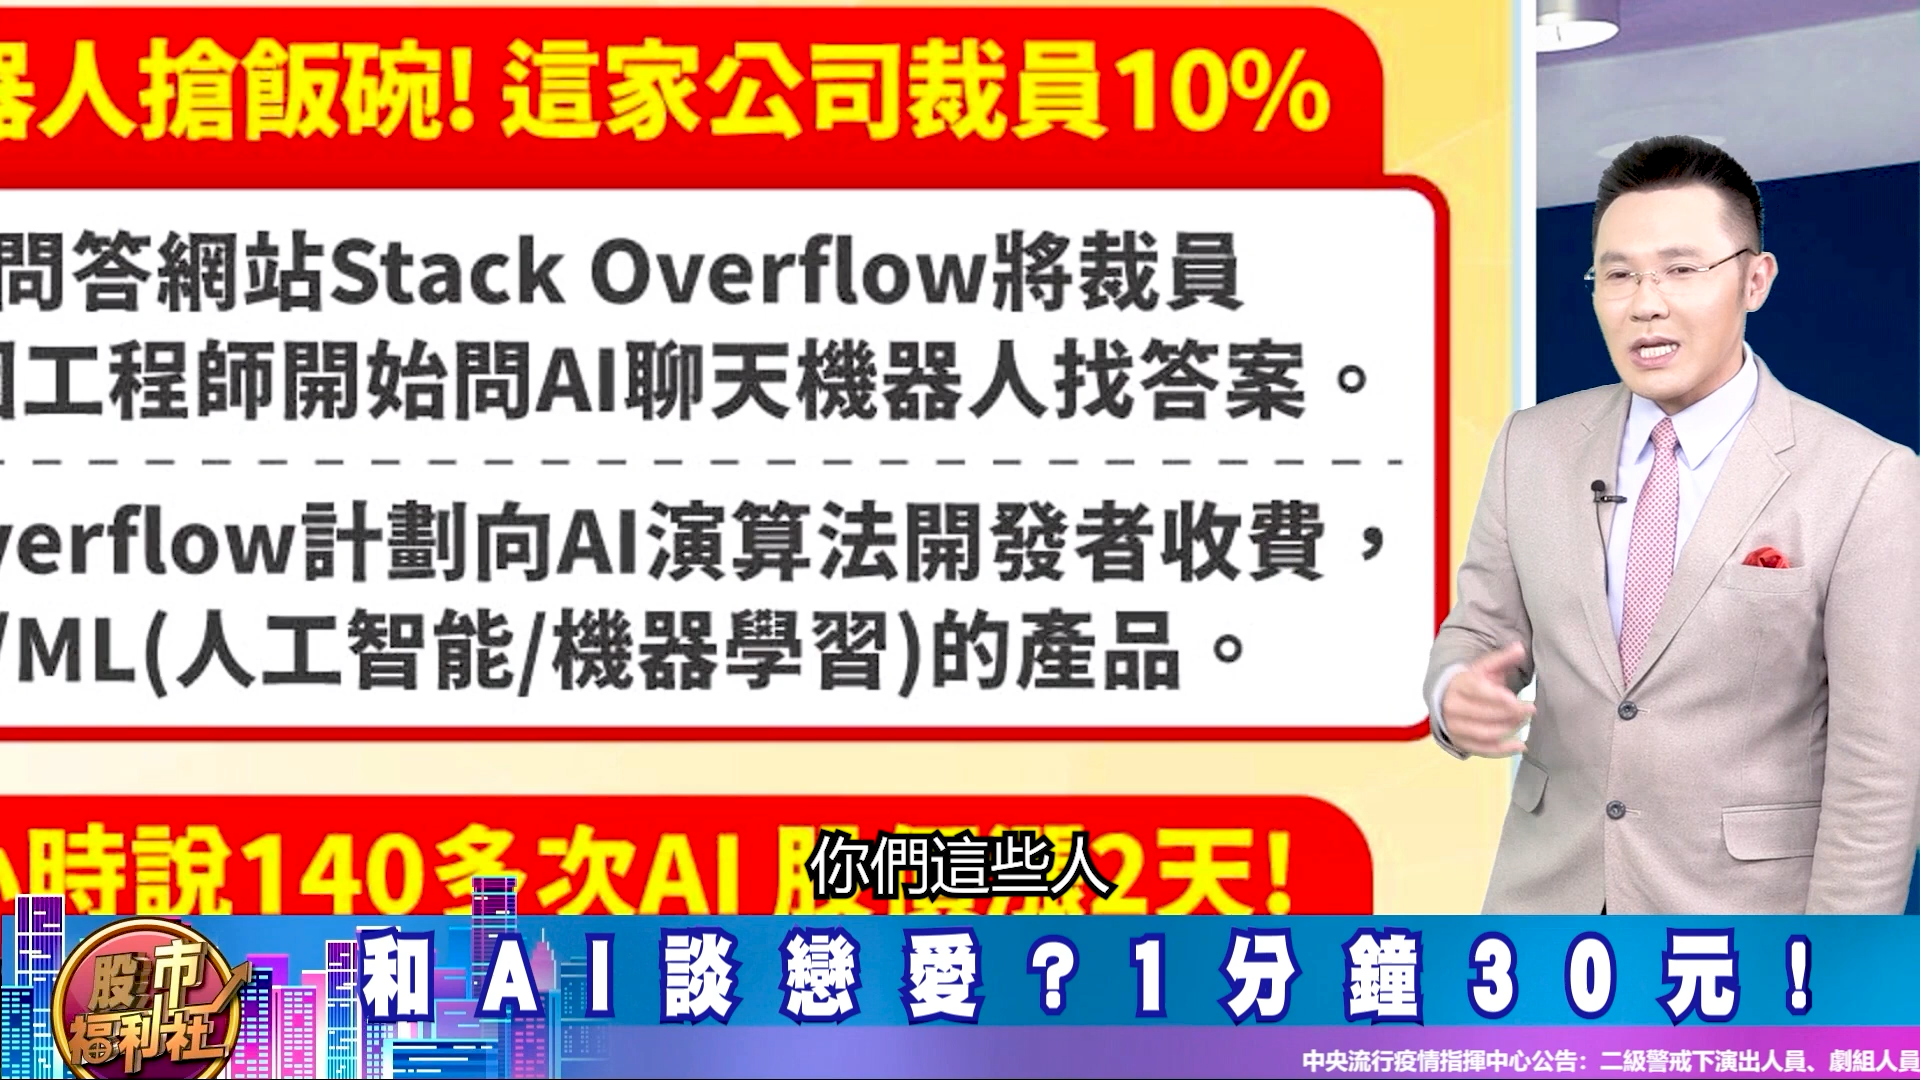 器人搶飯碗! 這家公司裁員10%
問答網站Stack Overflow將裁員
工程師開始問AI聊天機器人找答案。
verflow計劃向AI演算法開發者收費，
/ML(人工智能/機器學習)的產品。
小時說140多次AI 股價漲2天!
你們這些人
和AI談戀愛?1分鐘30元!
股市
福利社
中央流行疫情指揮中心公告：二級警戒下演出人員、劇組人員